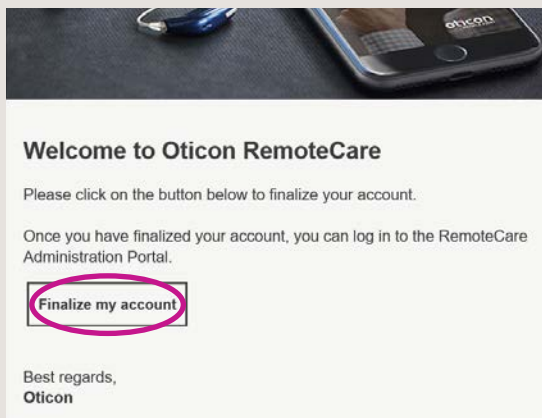 oticon
Welcome to Oticon RemoteCare
Please click on the button below to finalize your account.
Once you have finalized your account, you can log in to the RemoteCare
Administration Portal.
Finalize my account
Best regards,
Oticon